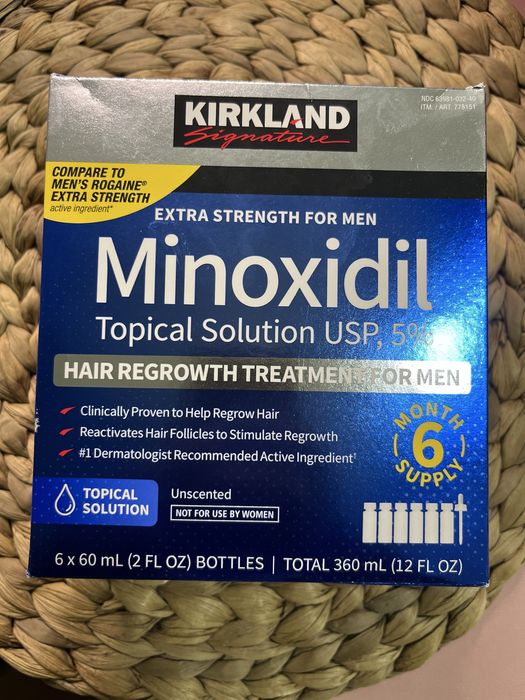 NDC 63981-032-40
ITM. / ART. 778151
KIRKLAND
Signature
COMPARE TO
MEN'S ROGAINE®
EXTRA STRENGTH
active ingredient*
EXTRA STRENGTH FOR MEN
Minoxidil
Topical Solution USP, 5%
HAIR REGROWTH TREATMENT FOR MEN
Clinically Proven to Help Regrow Hair
Reactivates Hair Follicles to Stimulate Regrowth
#1 Dermatologist Recommended Active Ingredient†
MONTH
6
SUPPLY
TOPICAL
SOLUTION
Unscented
NOT FOR USE BY WOMEN
6 x 60 mL (2 FL OZ) BOTTLES | TOTAL 360 mL (12 FL OZ)